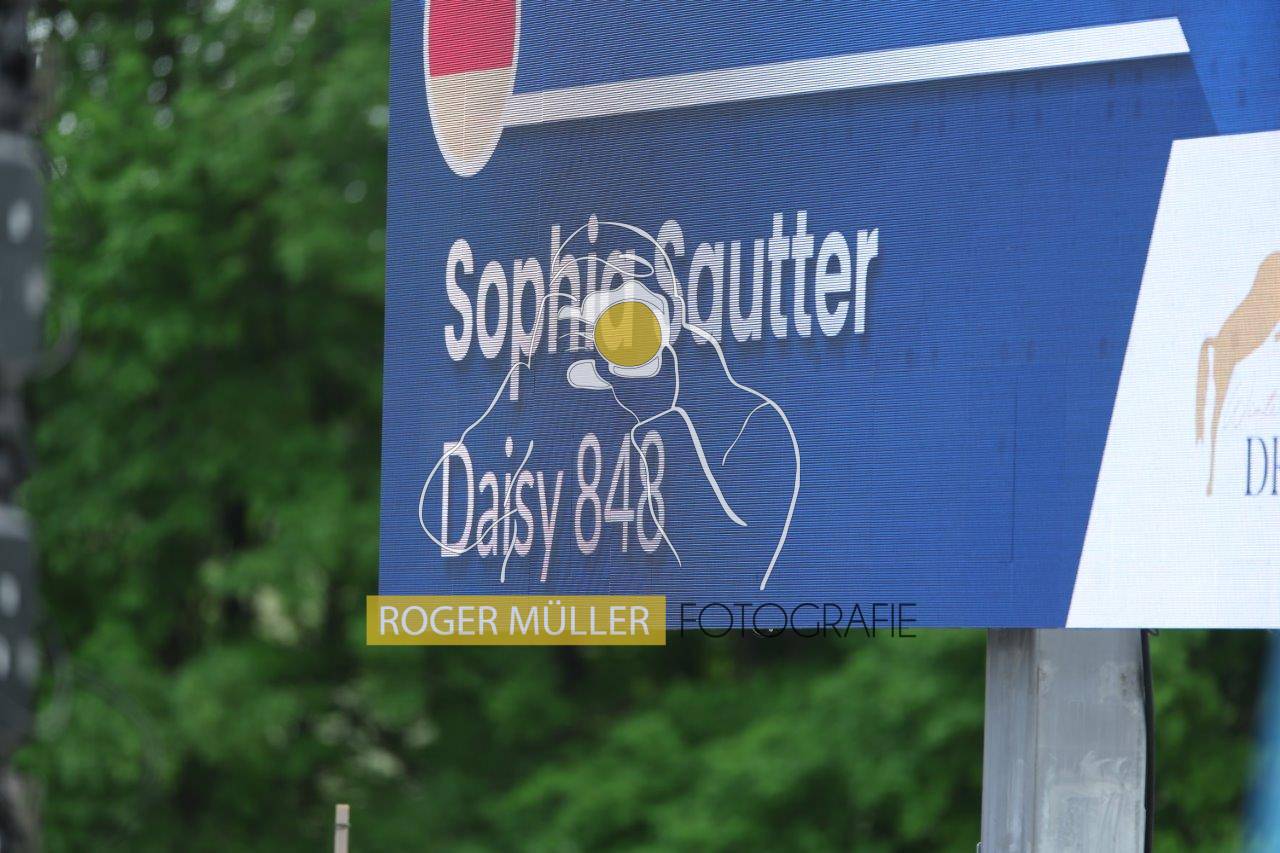 Sophia Sautter
Daisy 848
ROGER MÜLLER FOTOGRAFIE